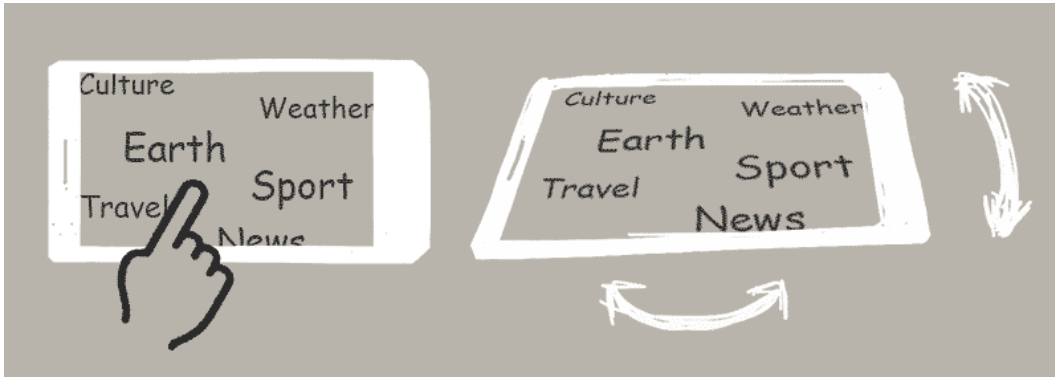 Culture
Weather
Earth
Sport
Travel
News
Culture
Weather
Earth
Sport
Travel
News